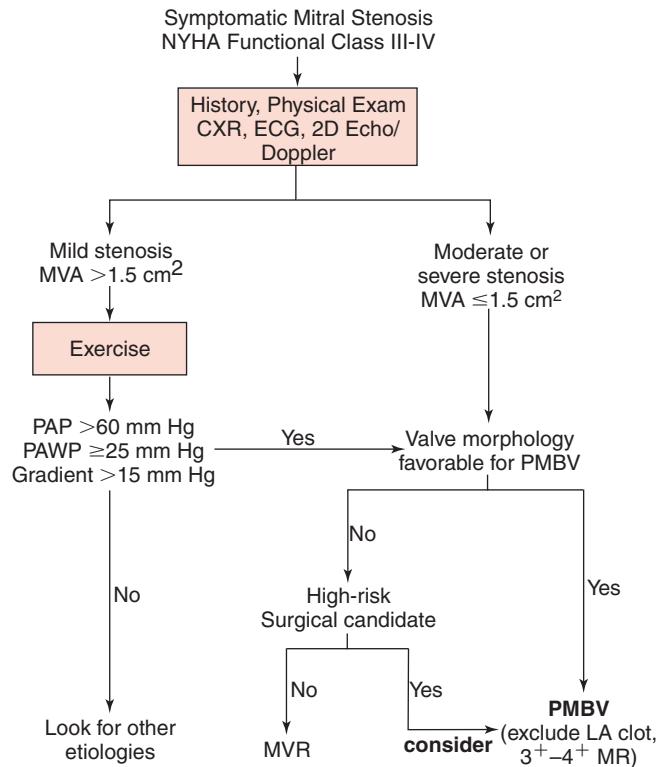 Symptomatic Mitral Stenosis
NYHA Functional Class III-IV
History, Physical Exam
CXR, ECG, 2D Echo/
Doppler
Mild stenosis
MVA >1.5 cm²
Moderate or
severe stenosis
MVA ≤1.5 cm²
Exercise
PAP >60 mm Hg
PAWP ≥25 mm Hg
Gradient >15 mm Hg
Yes
Valve morphology
favorable for PMBV
No
No
Yes
High-risk
Surgical candidate
No
Yes
Look for other
etiologies
MVR
consider
PMBV
(exclude LA clot,
3⁺–4⁺ MR)